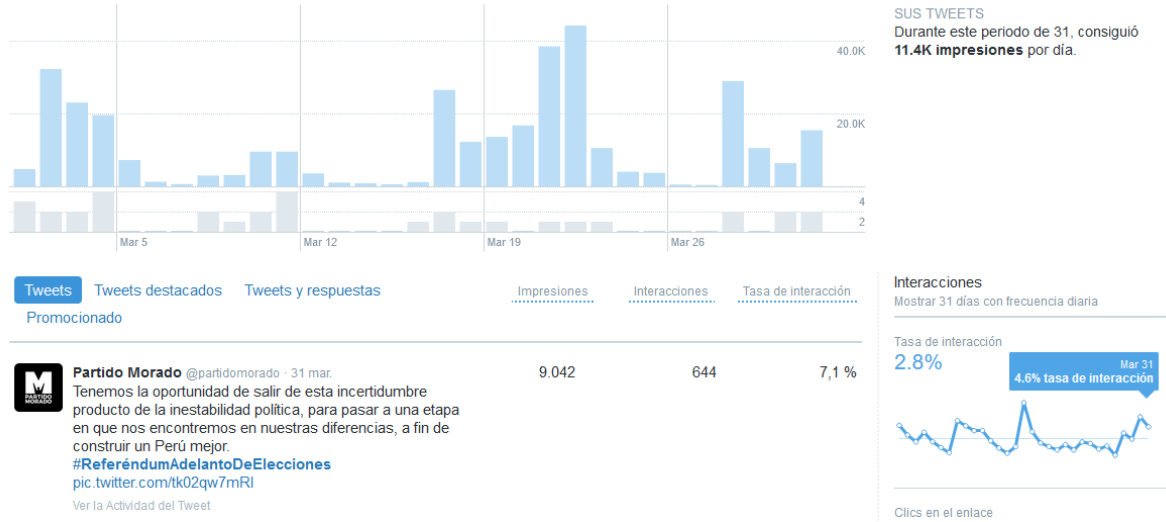 SUS TWEETS
Durante este periodo de 31, consiguió
11.4K impresiones por día.
40.0K
20.0K
4
2
Mar 5
Mar 12
Mar 19
Mar 26
Tweets
Tweets destacados
Tweets y respuestas
Promocionado
Impresiones
Interacciones
Tasa de interacción
M
PARTIDO
MORADO
Partido Morado @partidomorado · 31 mar.
Tenemos la oportunidad de salir de esta incertidumbre
producto de la inestabilidad política, para pasar a una etapa
en que nos encontremos en nuestras diferencias, a fin de
construir un Perú mejor.
#ReferéndumAdelantoDeElecciones
pic.twitter.com/tk02qw7mRI
Ver la Actividad del Tweet
9.042
644
7,1 %
Interacciones
Mostrar 31 días con frecuencia diaria
Tasa de interacción
2.8%
Mar 31
4.6% tasa de interacción
Clics en el enlace